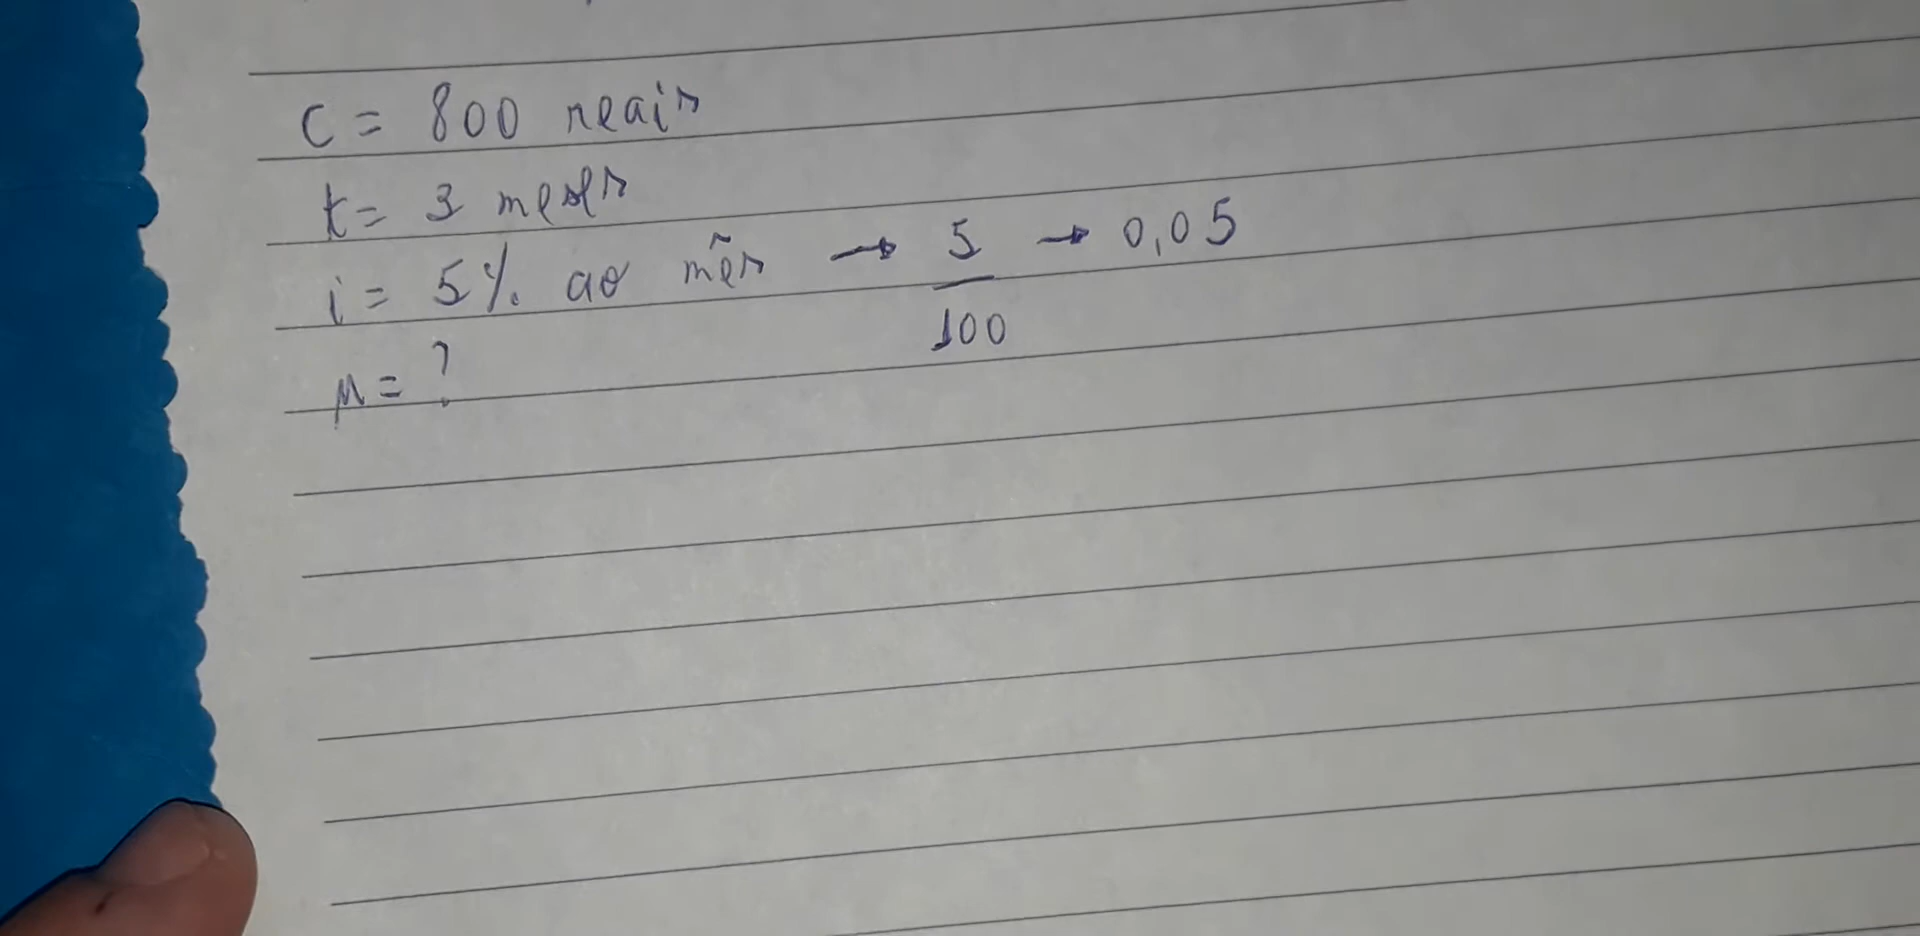 C = 800 reais
t = 3 meses
i = 5% ao mês → 5/100 → 0,05
M = ?